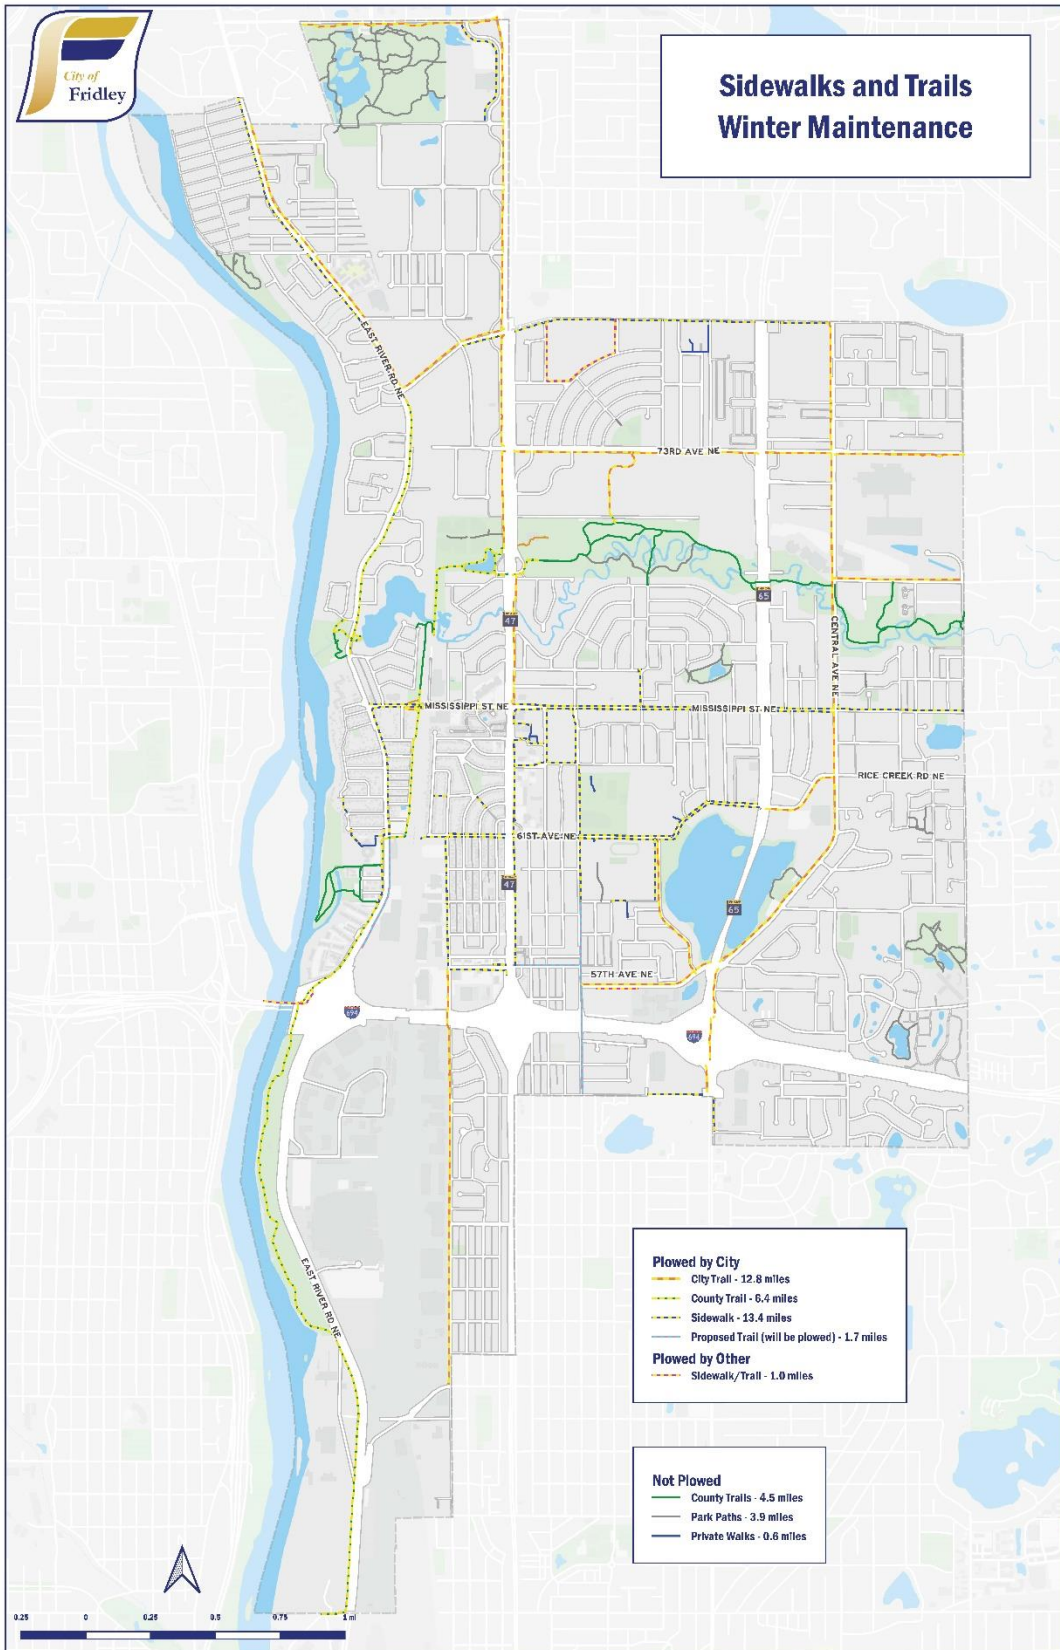 City of
Fridley
Sidewalks and Trails
Winter Maintenance
EAST RIVER RD NE
73RD AVE NE
65
47
CENTRAL AVE NE
MISSISSIPPI ST NE
MISSISSIPPI ST NE
RICE CREEK RD NE
61ST AVE NE
47
65
57TH AVE NE
694
694
EAST RIVER RD NE
Plowed by City
City Trail - 12.8 miles
County Trail - 6.4 miles
Sidewalk - 13.4 miles
Proposed Trail (will be plowed) - 1.7 miles
Plowed by Other
Sidewalk/Trail - 1.0 miles
Not Plowed
County Trails - 4.5 miles
Park Paths - 3.9 miles
Private Walks - 0.6 miles
0.25 0 0.25 0.5 0.75 1 mi